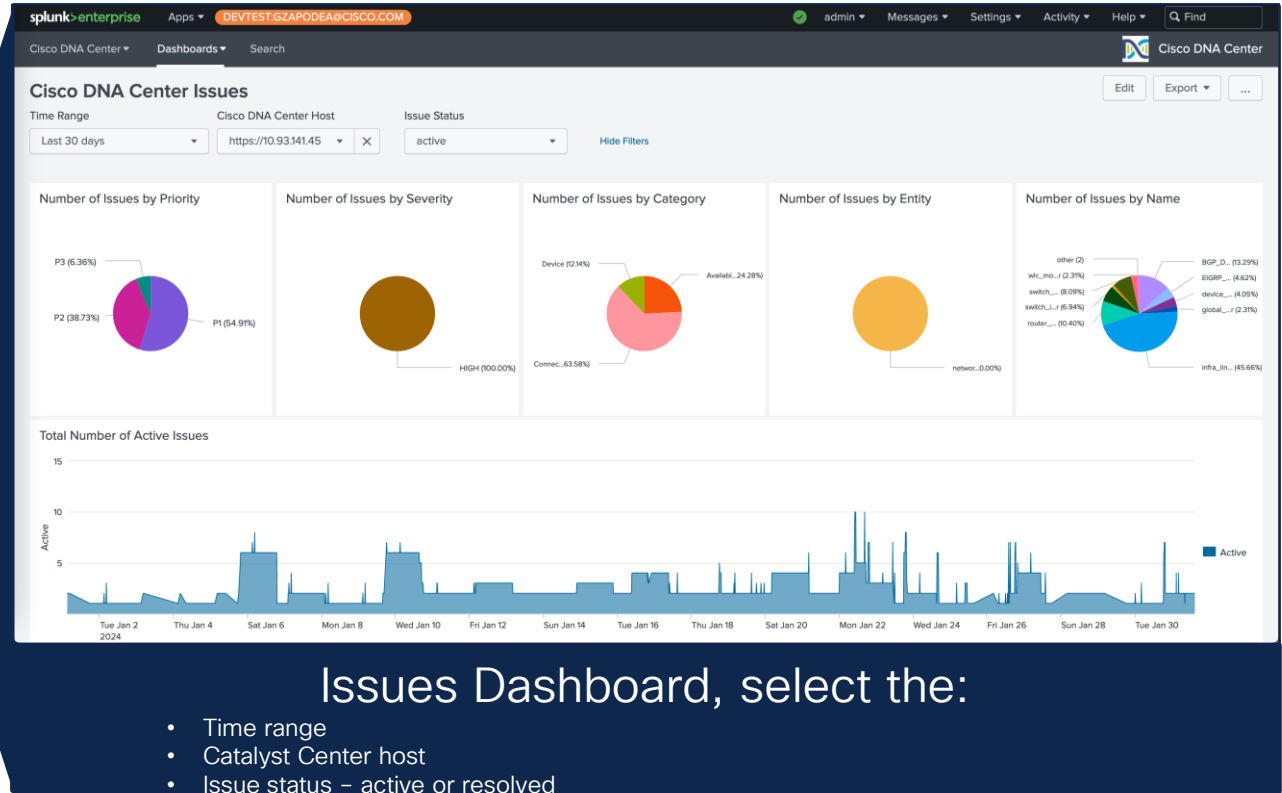 splunk>enterprise Apps DEVTEST:GZAPODEA@CISCO.COM admin Messages Settings Activity Help Find
Cisco DNA Center Dashboards Search Cisco DNA Center
Cisco DNA Center Issues Edit Export ...
Time Range Cisco DNA Center Host Issue Status
Last 30 days https://10.93.141.45 active Hide Filters
Number of Issues by Priority
P3 (6.36%)
P2 (38.73%)
P1 (54.91%)
Number of Issues by Severity
HIGH (100.00%)
Number of Issues by Category
Device (12.14%)
Availabi...24.28%)
Connec...63.58%)
Number of Issues by Entity
networ...0.00%)
Number of Issues by Name
other (2)
wlc_mo...r (2.31%)
switch_... (8.09%)
switch_i...r (6.94%)
router_... (10.40%)
BGP_D... (13.29%)
EIGRP_... (4.62%)
device_... (4.05%)
global_...r (2.31%)
infra_lin... (45.66%)
Total Number of Active Issues
15
10
5
Active
Active
Tue Jan 2 Thu Jan 4 Sat Jan 6 Mon Jan 8 Wed Jan 10 Fri Jan 12 Sun Jan 14 Tue Jan 16 Thu Jan 18 Sat Jan 20 Mon Jan 22 Wed Jan 24 Fri Jan 26 Sun Jan 28 Tue Jan 30
2024
Issues Dashboard, select the:
• Time range
• Catalyst Center host
• Issue status – active or resolved